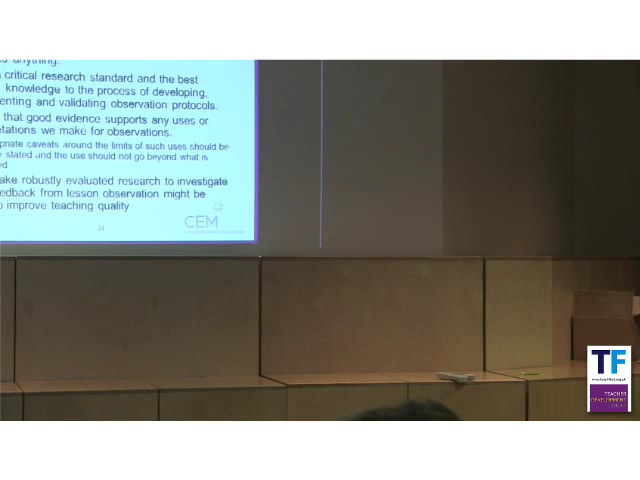 anything.
critical research standard and the best
knowledge to the process of developing,
enting and validating observation protocols.
that good evidence supports any uses or
etations we make for observations.
priate caveats around the limits of such uses should be
stated and the use should not go beyond what is
ed
ake robustly evaluated research to investigate
edback from lesson observation might be
o improve teaching quality
CEM
24
TF
TEACHER
DEVELOPMENT
TRUST